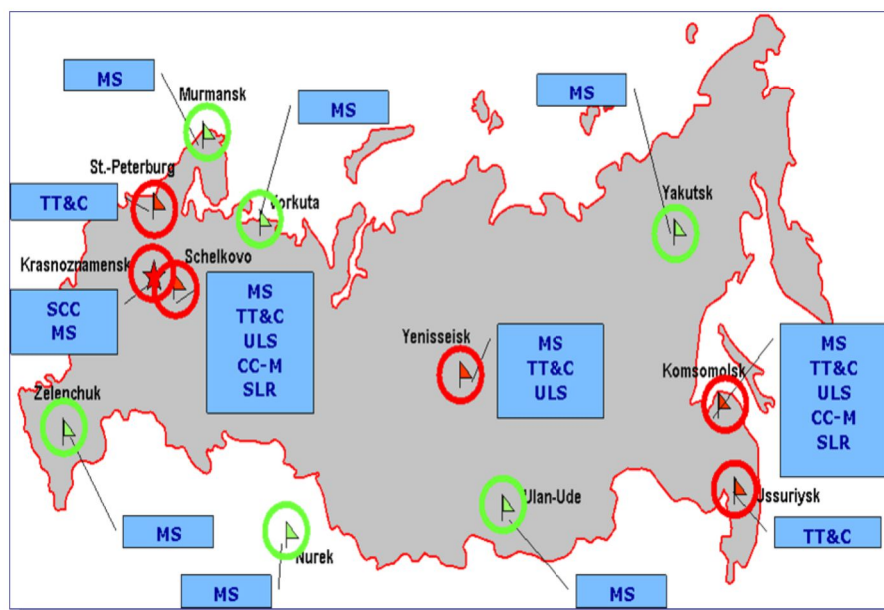 MS
Murmansk
MS
MS
St.-Peterburg
Yakutsk
TT&C
Vorkuta
Krasnoznamensk
Schelkovo
SCC
MS
MS
TT&C
ULS
CC-M
SLR
Yenisseisk
MS
TT&C
ULS
Komsomolsk
MS
TT&C
ULS
CC-M
SLR
Zelenchuk
MS
Nurek
MS
Ulan-Ude
MS
Ussuriysk
TT&C